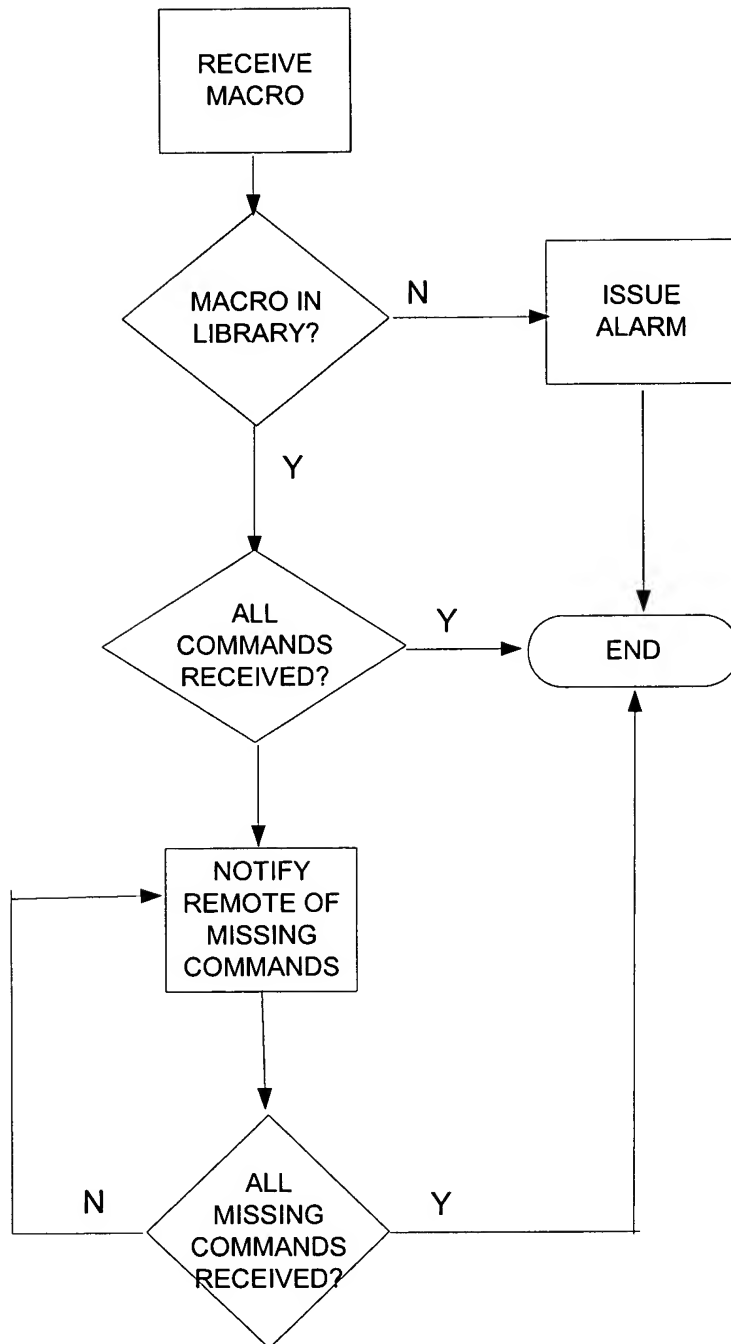 RECEIVE
MACRO
MACRO IN
LIBRARY?
N
ISSUE
ALARM
Y
ALL
COMMANDS
RECEIVED?
Y
END
NOTIFY
REMOTE OF
MISSING
COMMANDS
N
ALL
MISSING
COMMANDS
RECEIVED?
Y